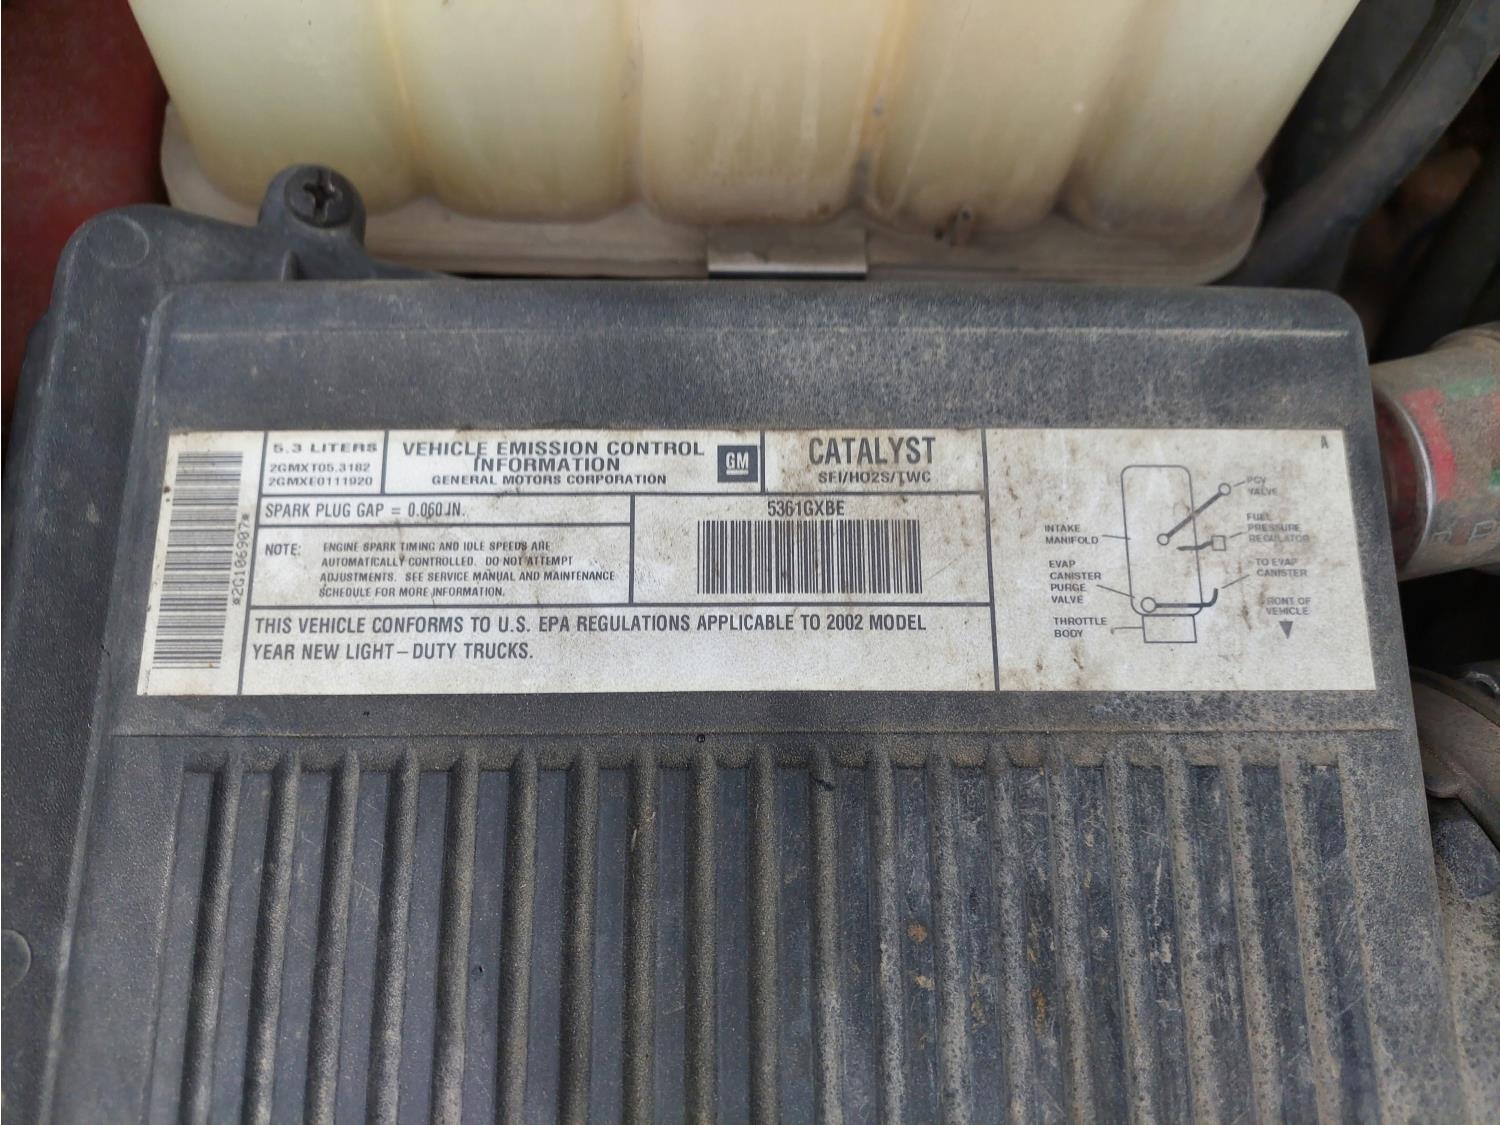 *2G106907*
5.3 LITERS
2GMXT05.3182
2GMXE0111920
VEHICLE EMISSION CONTROL
INFORMATION
GENERAL MOTORS CORPORATION
GM
CATALYST
SFI/HO2S/TWC
SPARK PLUG GAP = 0.060 IN.
NOTE: ENGINE SPARK TIMING AND IDLE SPEEDS ARE
AUTOMATICALLY CONTROLLED. DO NOT ATTEMPT
ADJUSTMENTS. SEE SERVICE MANUAL AND MAINTENANCE
SCHEDULE FOR MORE INFORMATION.
5361GXBE
THIS VEHICLE CONFORMS TO U.S. EPA REGULATIONS APPLICABLE TO 2002 MODEL
YEAR NEW LIGHT-DUTY TRUCKS.
A
PCV
VALVE
FUEL
PRESSURE
REGULATOR
INTAKE
MANIFOLD
EVAP
CANISTER
PURGE
VALVE
TO EVAP
CANISTER
FRONT OF
VEHICLE
THROTTLE
BODY